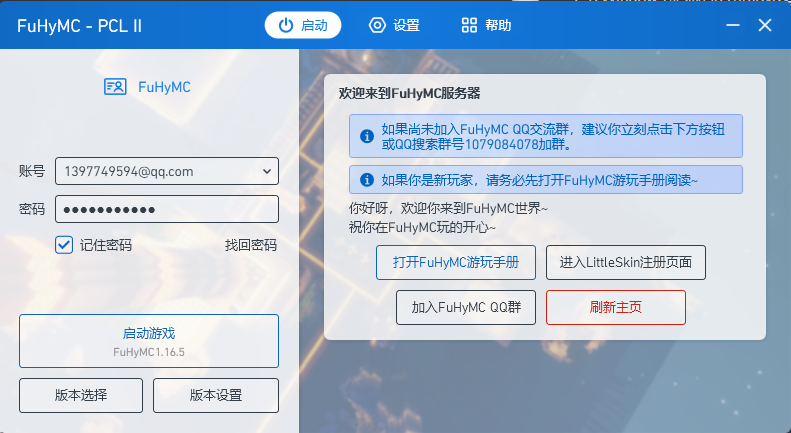 FuHyMC - PCL II
启动
设置
帮助
FuHyMC
账号
1397749594@qq.com
密码
●●●●●●●●●●●
记住密码
找回密码
启动游戏
FuHyMC1.16.5
版本选择
版本设置
欢迎来到FuHyMC服务器
如果尚未加入FuHyMC QQ交流群，建议你立刻点击下方按钮
或QQ搜索群号1079084078加群。
如果你是新玩家，请务必先打开FuHyMC游玩手册阅读~
你好呀，欢迎你来到FuHyMC世界~
祝你在FuHyMC玩的开心~
打开FuHyMC游玩手册
进入LittleSkin注册页面
加入FuHyMC QQ群
刷新主页